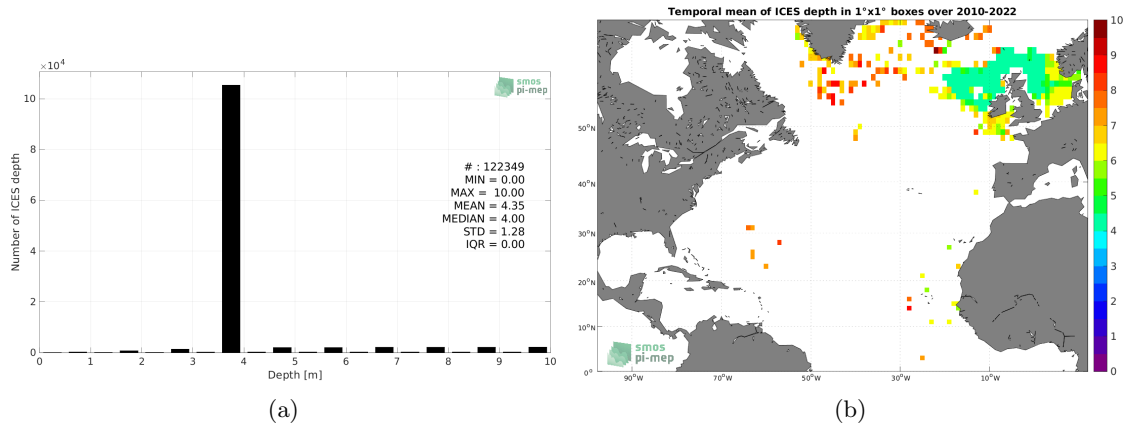 ×10⁴
smos
pi-mep
10
8
6
4
2
0
Number of ICES depth
# : 122349
MIN = 0.00
MAX = 10.00
MEAN = 4.35
MEDIAN = 4.00
STD = 1.28
IQR = 0.00
0 1 2 3 4 5 6 7 8 9 10
Depth [m]
(a)
Temporal mean of ICES depth in 1°x1° boxes over 2010-2022
50°N
40°N
30°N
20°N
10°N
0°
90°W 70°W 50°W 30°W 10°W
smos
pi-mep
10
9
8
7
6
5
4
3
2
1
0
(b)